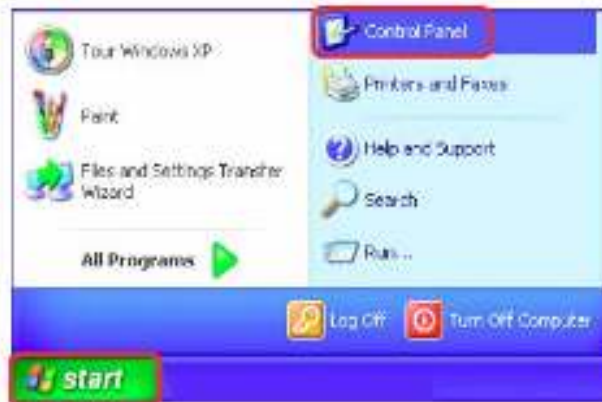 Tour Windows XP
Paint
Files and Settings Transfer
Wizard
All Programs
Control Panel
Printers and Faxes
Help and Support
Search
Run...
Log Off
Turn Off Computer
start